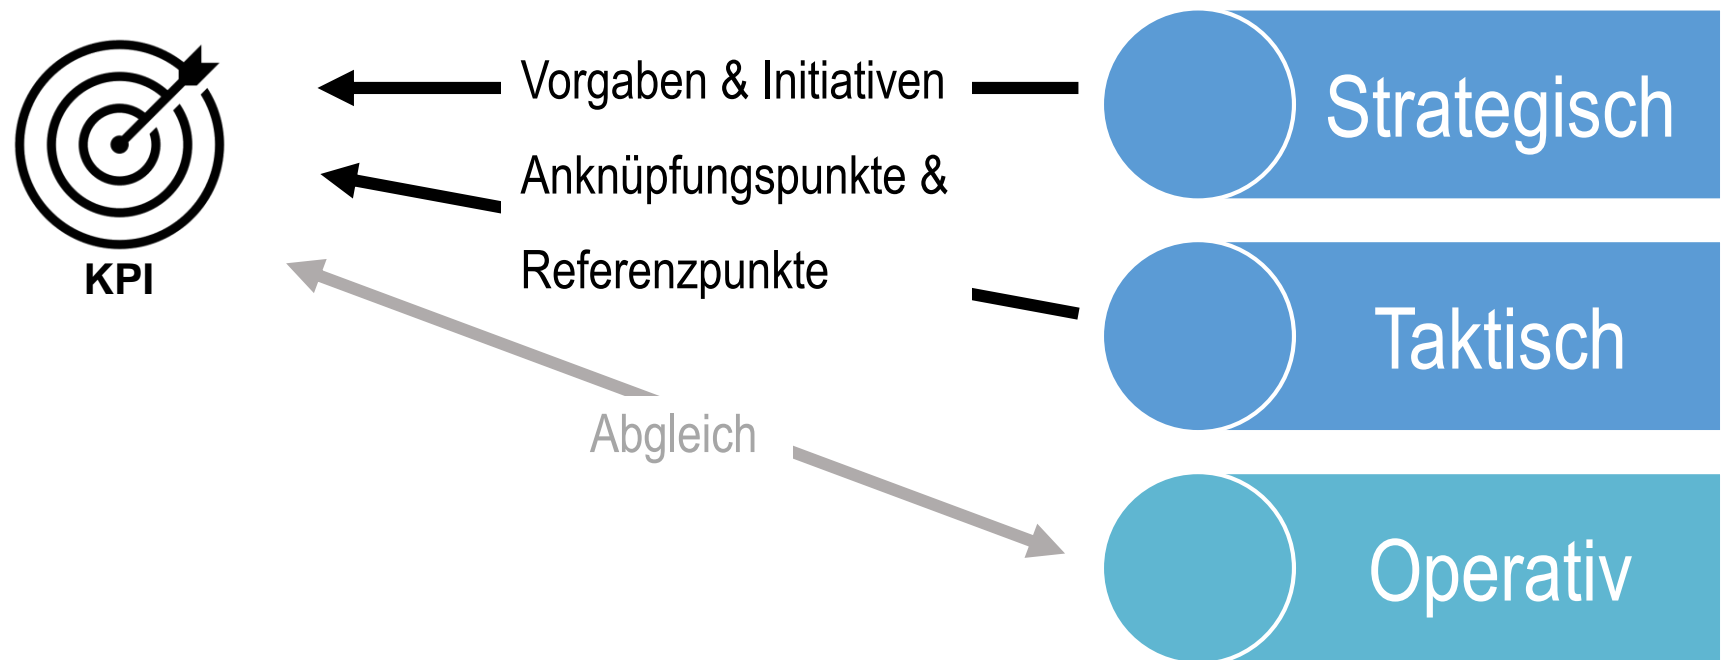 Vorgaben & Initiativen
Strategisch
Anknüpfungspunkte &
Referenzpunkte
KPI
Taktisch
Abgleich
Operativ